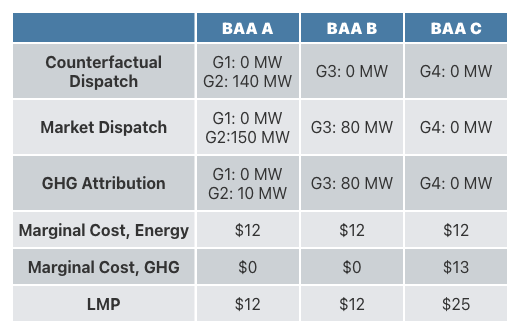 BAA A BAA B BAA C
Counterfactual
Dispatch
G1: 0 MW
G2: 140 MW
G3: 0 MW
G4: 0 MW
Market Dispatch
G1: 0 MW
G2:150 MW
G3: 80 MW
G4: 0 MW
GHG Attribution
G1: 0 MW
G2: 10 MW
G3: 80 MW
G4: 0 MW
Marginal Cost, Energy $12 $12 $12
Marginal Cost, GHG $0 $0 $13
LMP $12 $12 $25